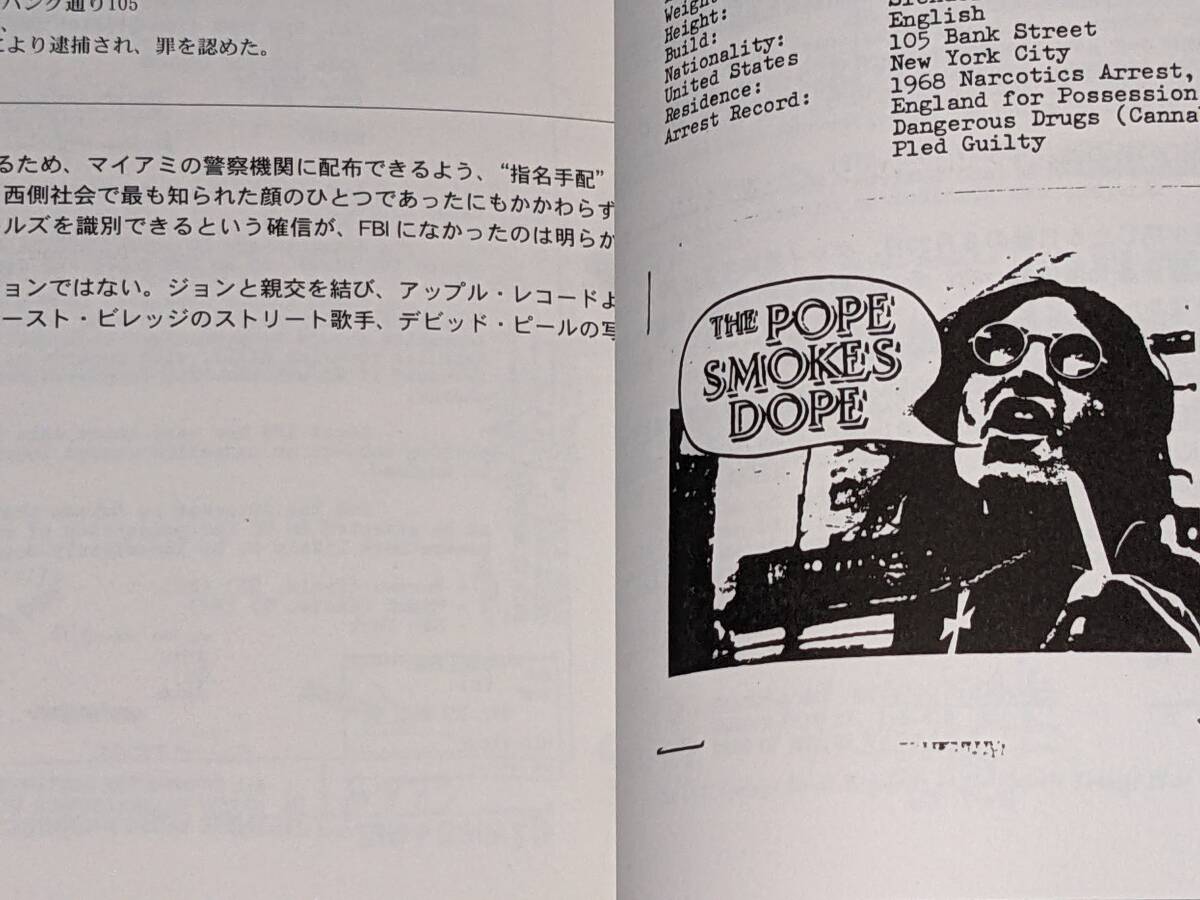 バンク通り105
により逮捕され、罪を認めた。
るため、マイアミの警察機関に配布できるよう、“指名手配”
西側社会で最も知られた顔のひとつであったにもかかわらず
ルズを識別できるという確信が、FBIになかったのは明らか
ョンではない。ジョンと親交を結び、アップル・レコードよ
ースト・ビレッジのストリート歌手、デビッド・ピールの写
Weight:
Height:
Build:
Nationality:
United States
Residence:
Arrest Record:
English
105 Bank Street
New York City
1968 Narcotics Arrest,
England for Possession
Dangerous Drugs (Canna
Pled Guilty
THE POPE
SMOKES
DOPE